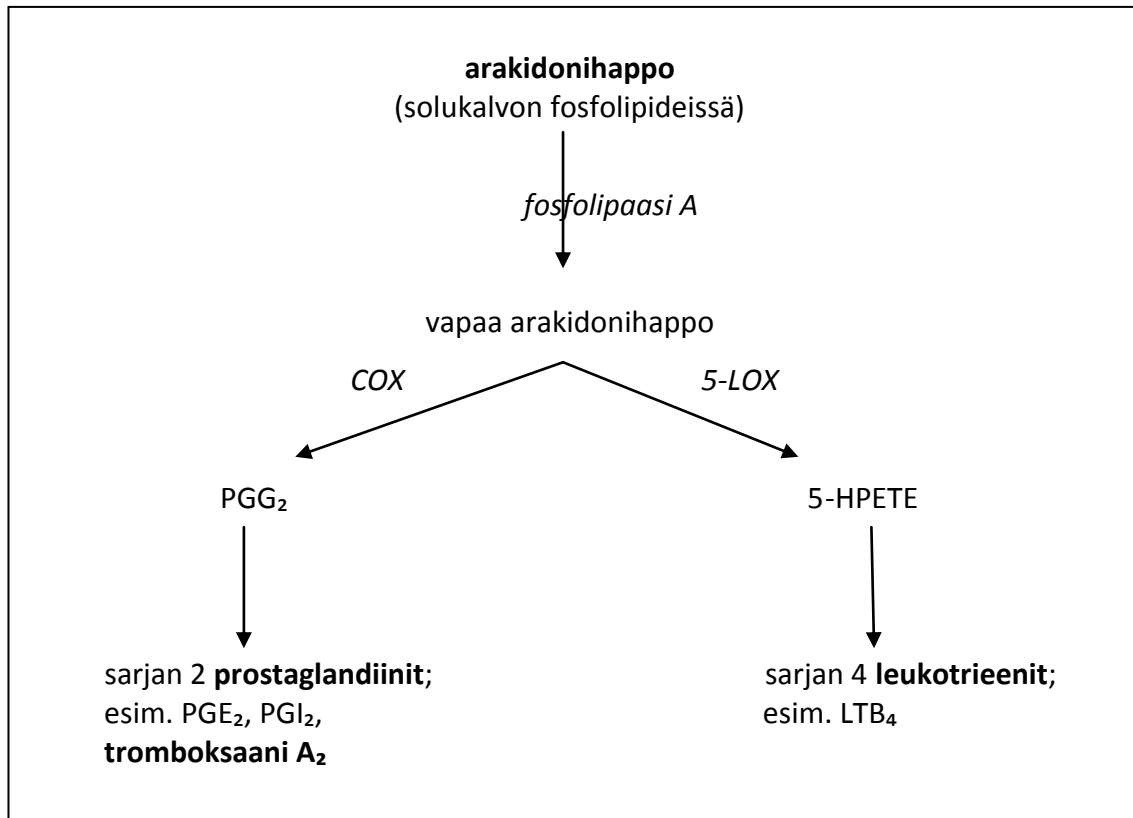 arakidonihappo
(solukalvon fosfolipideissä)
fosfolipaasi A
vapaa arakidonihappo
COX
5-LOX
PGG₂
5-HPETE
sarjan 2 prostaglandiinit;
esim. PGE₂, PGI₂,
tromboksaani A₂
sarjan 4 leukotrieenit;
esim. LTB₄